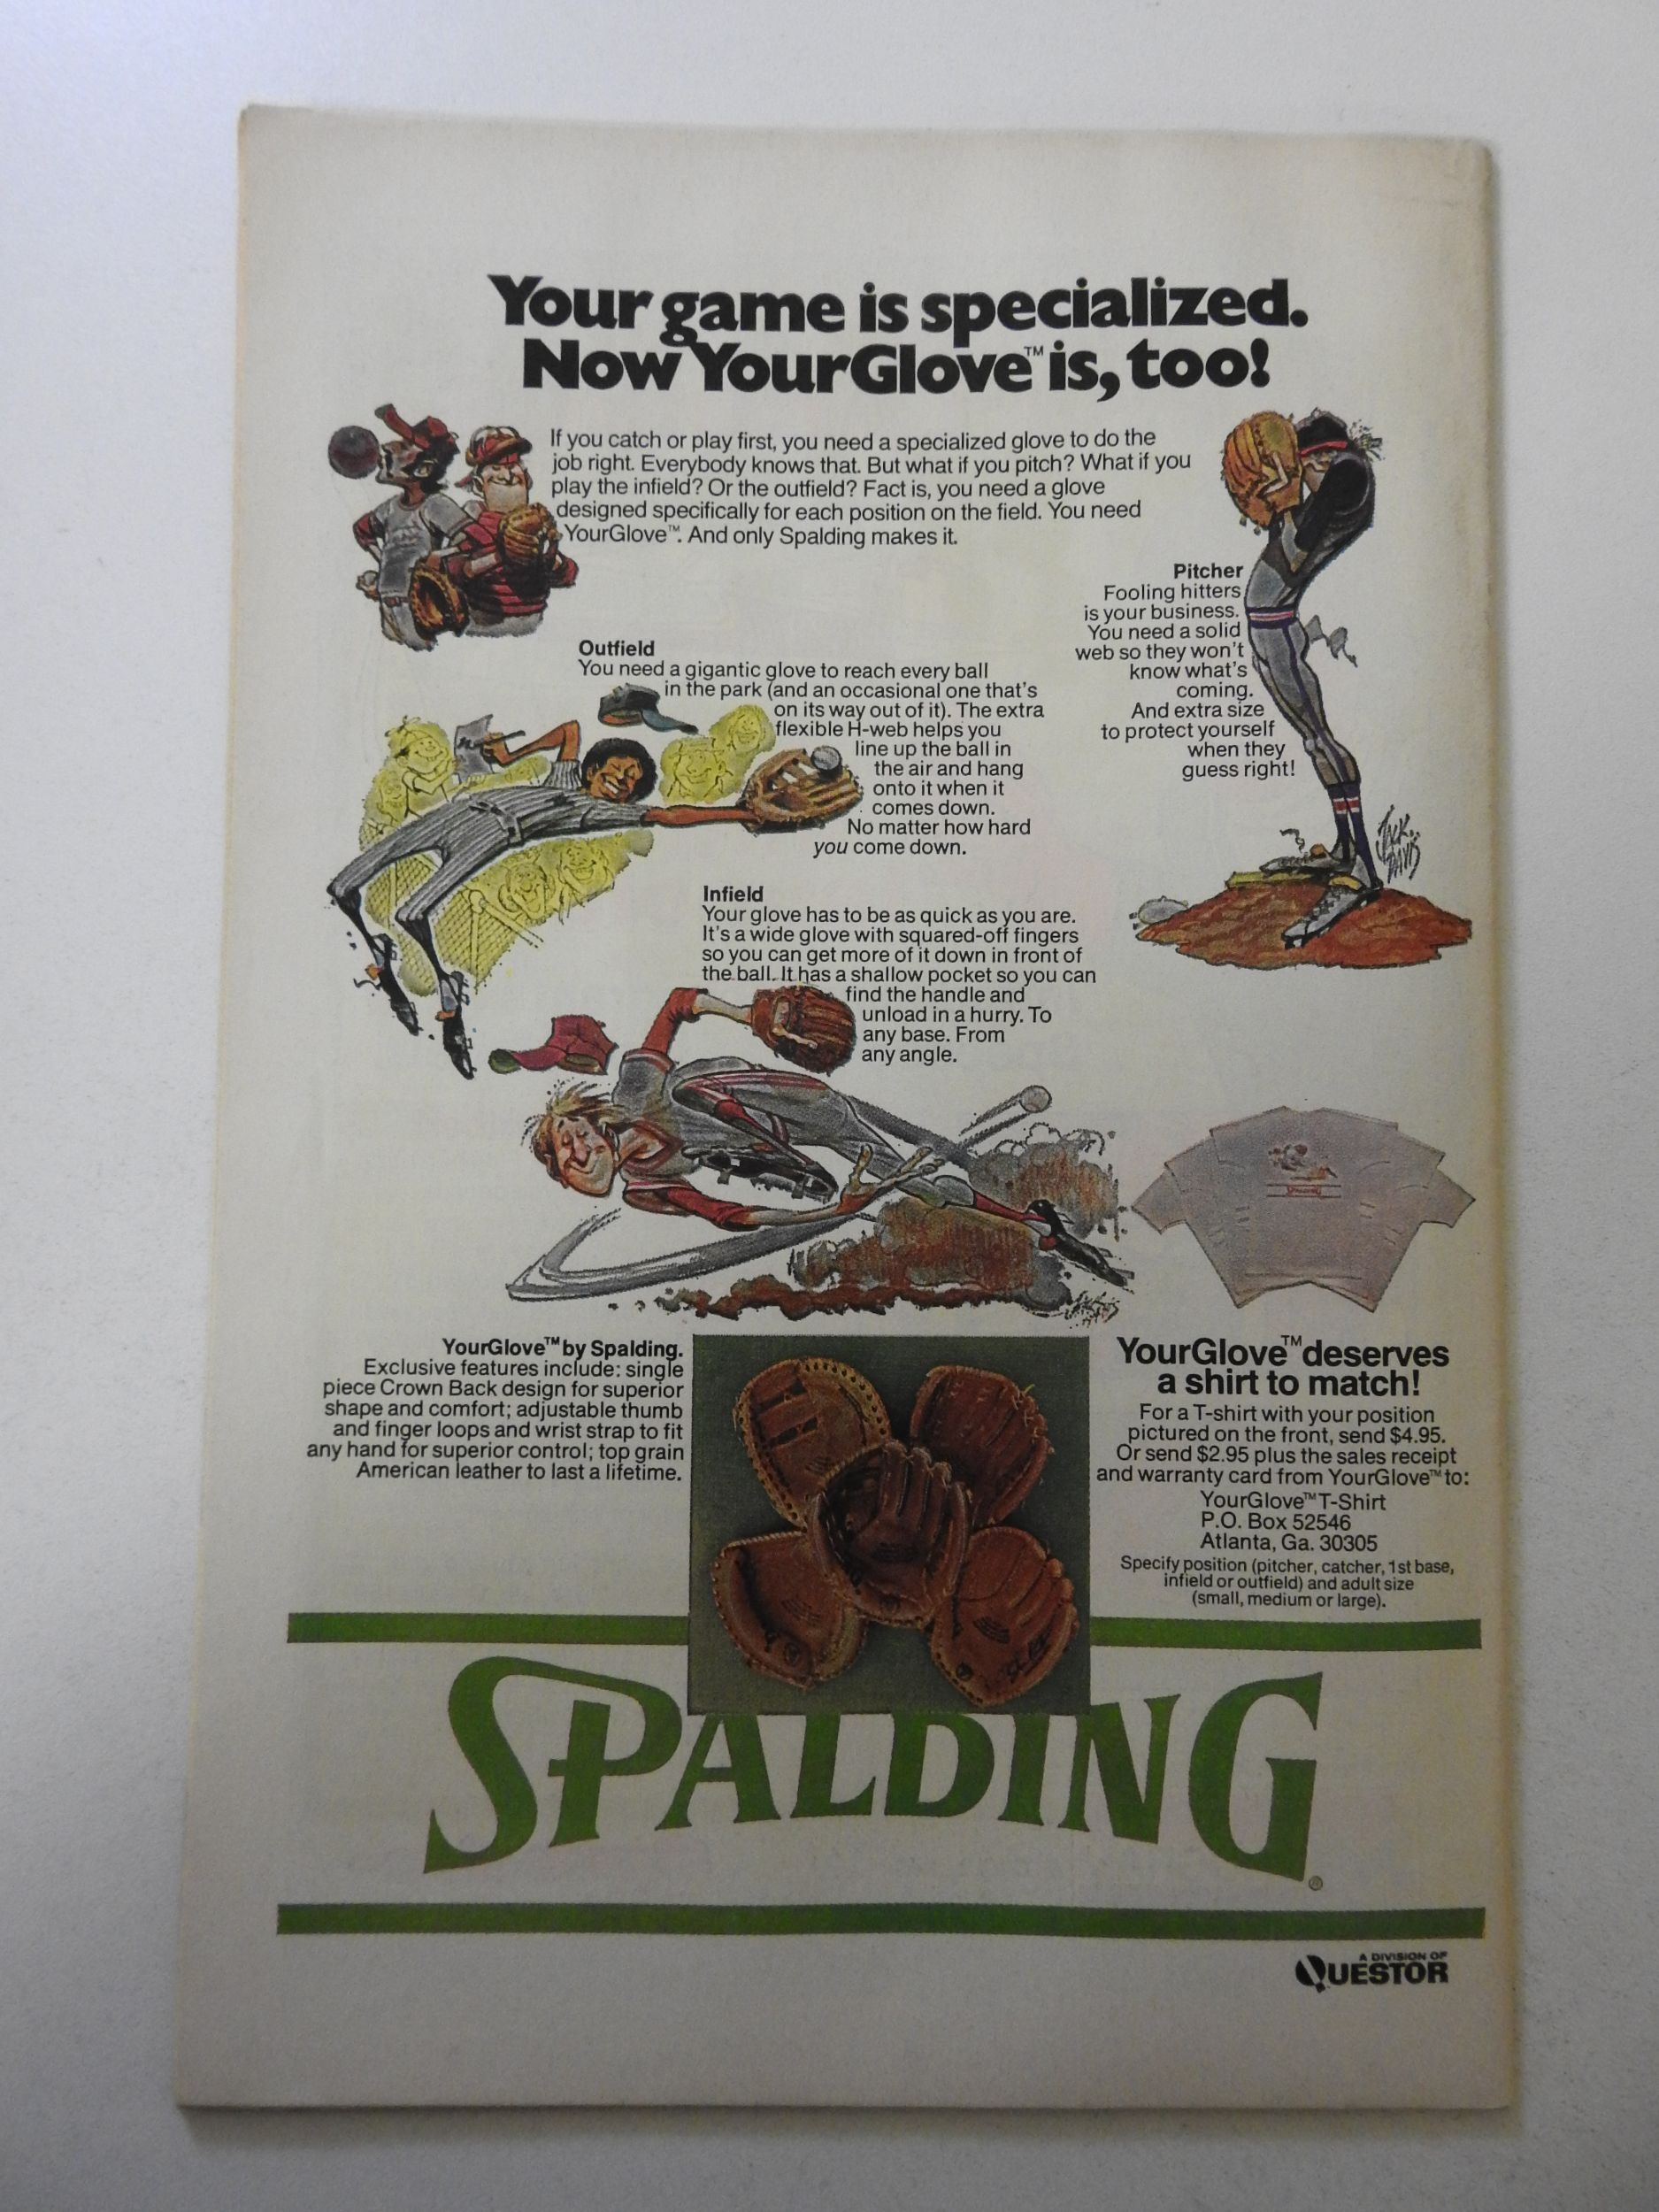 Your game is specialized.
Now YourGlove™ is, too!
If you catch or play first, you need a specialized glove to do the
job right. Everybody knows that. But what if you pitch? What if you
play the infield? Or the outfield? Fact is, you need a glove
designed specifically for each position on the field. You need
YourGlove™. And only Spalding makes it.
Pitcher
Fooling hitters
is your business.
You need a solid
web so they won't
know what's
coming.
And extra size
to protect yourself
when they
guess right!
JACK DAVIS
Outfield
You need a gigantic glove to reach every ball
in the park (and an occasional one that's
on its way out of it). The extra
flexible H-web helps you
line up the ball in
the air and hang
onto it when it
comes down.
No matter how hard
you come down.
Infield
Your glove has to be as quick as you are.
It's a wide glove with squared-off fingers
so you can get more of it down in front of
the ball. It has a shallow pocket so you can
find the handle and
unload in a hurry. To
any base. From
any angle.
Spalding
YourGlove™ by Spalding.
Exclusive features include: single
piece Crown Back design for superior
shape and comfort; adjustable thumb
and finger loops and wrist strap to fit
any hand for superior control; top grain
American leather to last a lifetime.
YourGlove™ deserves
a shirt to match!
For a T-shirt with your position
pictured on the front, send $4.95.
Or send $2.95 plus the sales receipt
and warranty card from YourGlove™ to:
YourGlove™ T-Shirt
P.O. Box 52546
Atlanta, Ga. 30305
Specify position (pitcher, catcher, 1st base,
infield or outfield) and adult size
(small, medium or large).
SPALDING®
A DIVISION OF
QUESTOR